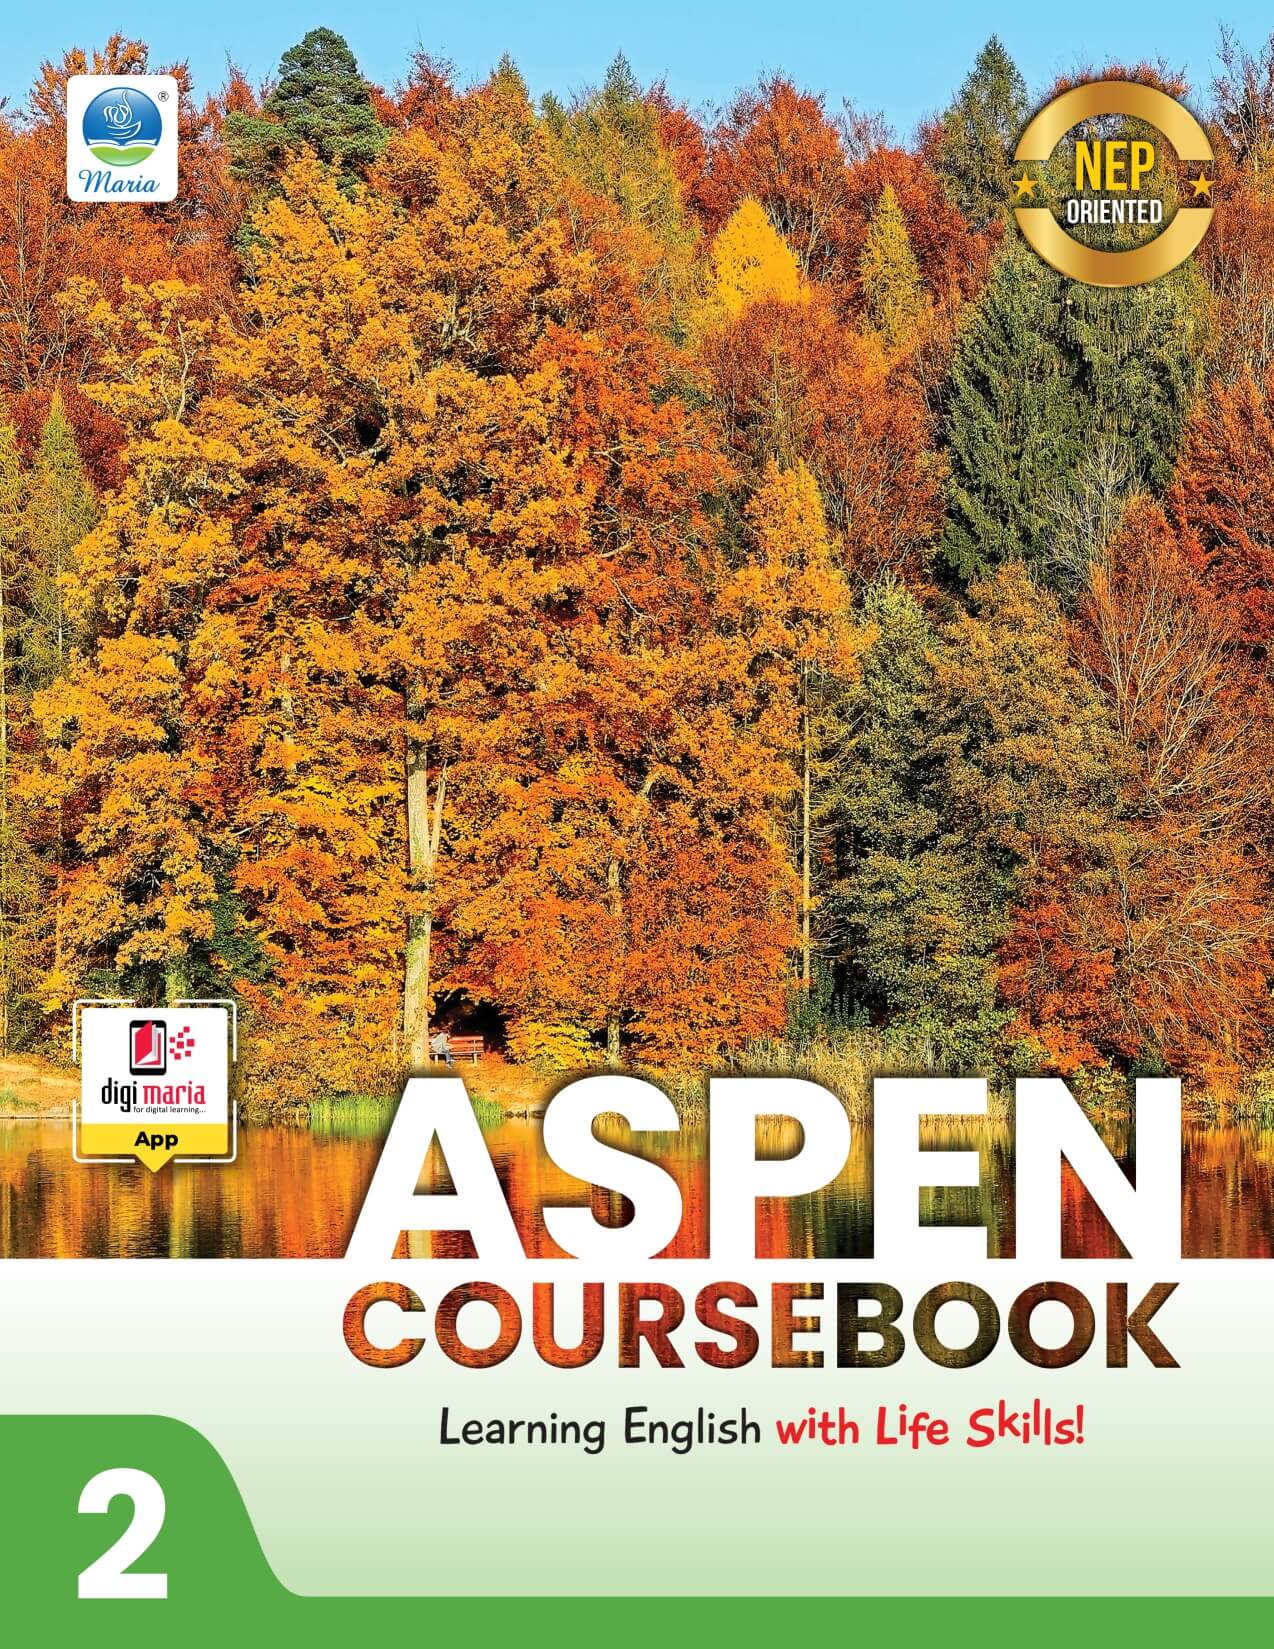 ®
Maria
NEP
ORIENTED
digi maria
for digital learning...
App
ASPEN
COURSEBOOK
Learning English with Life Skills!
2